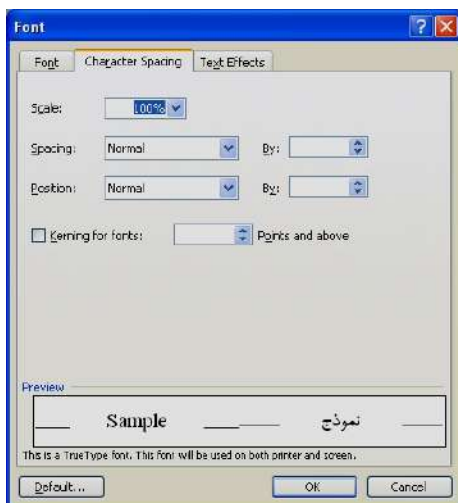 Font
Font Character Spacing Text Effects
Scale: 100%
Spacing: Normal By:
Position: Normal By:
Kerning for fonts: Points and above
Preview
Sample نموذج
This is a TrueType font. This font will be used on both printer and screen.
Default... OK Cancel